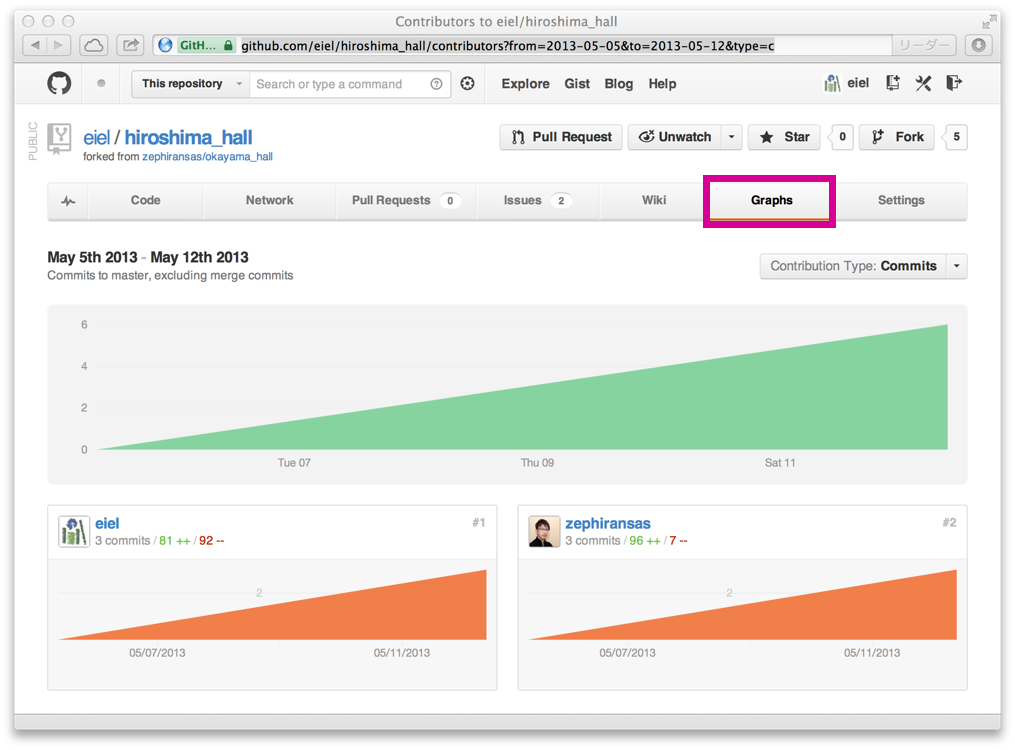 Contributors to eiel/hiroshima_hall
GitH... github.com/eiel/hiroshima_hall/contributors?from=2013-05-05&to=2013-05-12&type=c リーダー
This repository Search or type a command Explore Gist Blog Help eiel
PUBLIC
eiel / hiroshima_hall
forked from zephiransas/okayama_hall
Pull Request Unwatch Star 0 Fork 5
Code Network Pull Requests 0 Issues 2 Wiki Graphs Settings
May 5th 2013 - May 12th 2013
Commits to master, excluding merge commits
Contribution Type: Commits
6
4
2
0
Tue 07 Thu 09 Sat 11
eiel #1
3 commits / 81 ++ / 92 --
2
05/07/2013 05/11/2013
zephiransas #2
3 commits / 96 ++ / 7 --
2
05/07/2013 05/11/2013